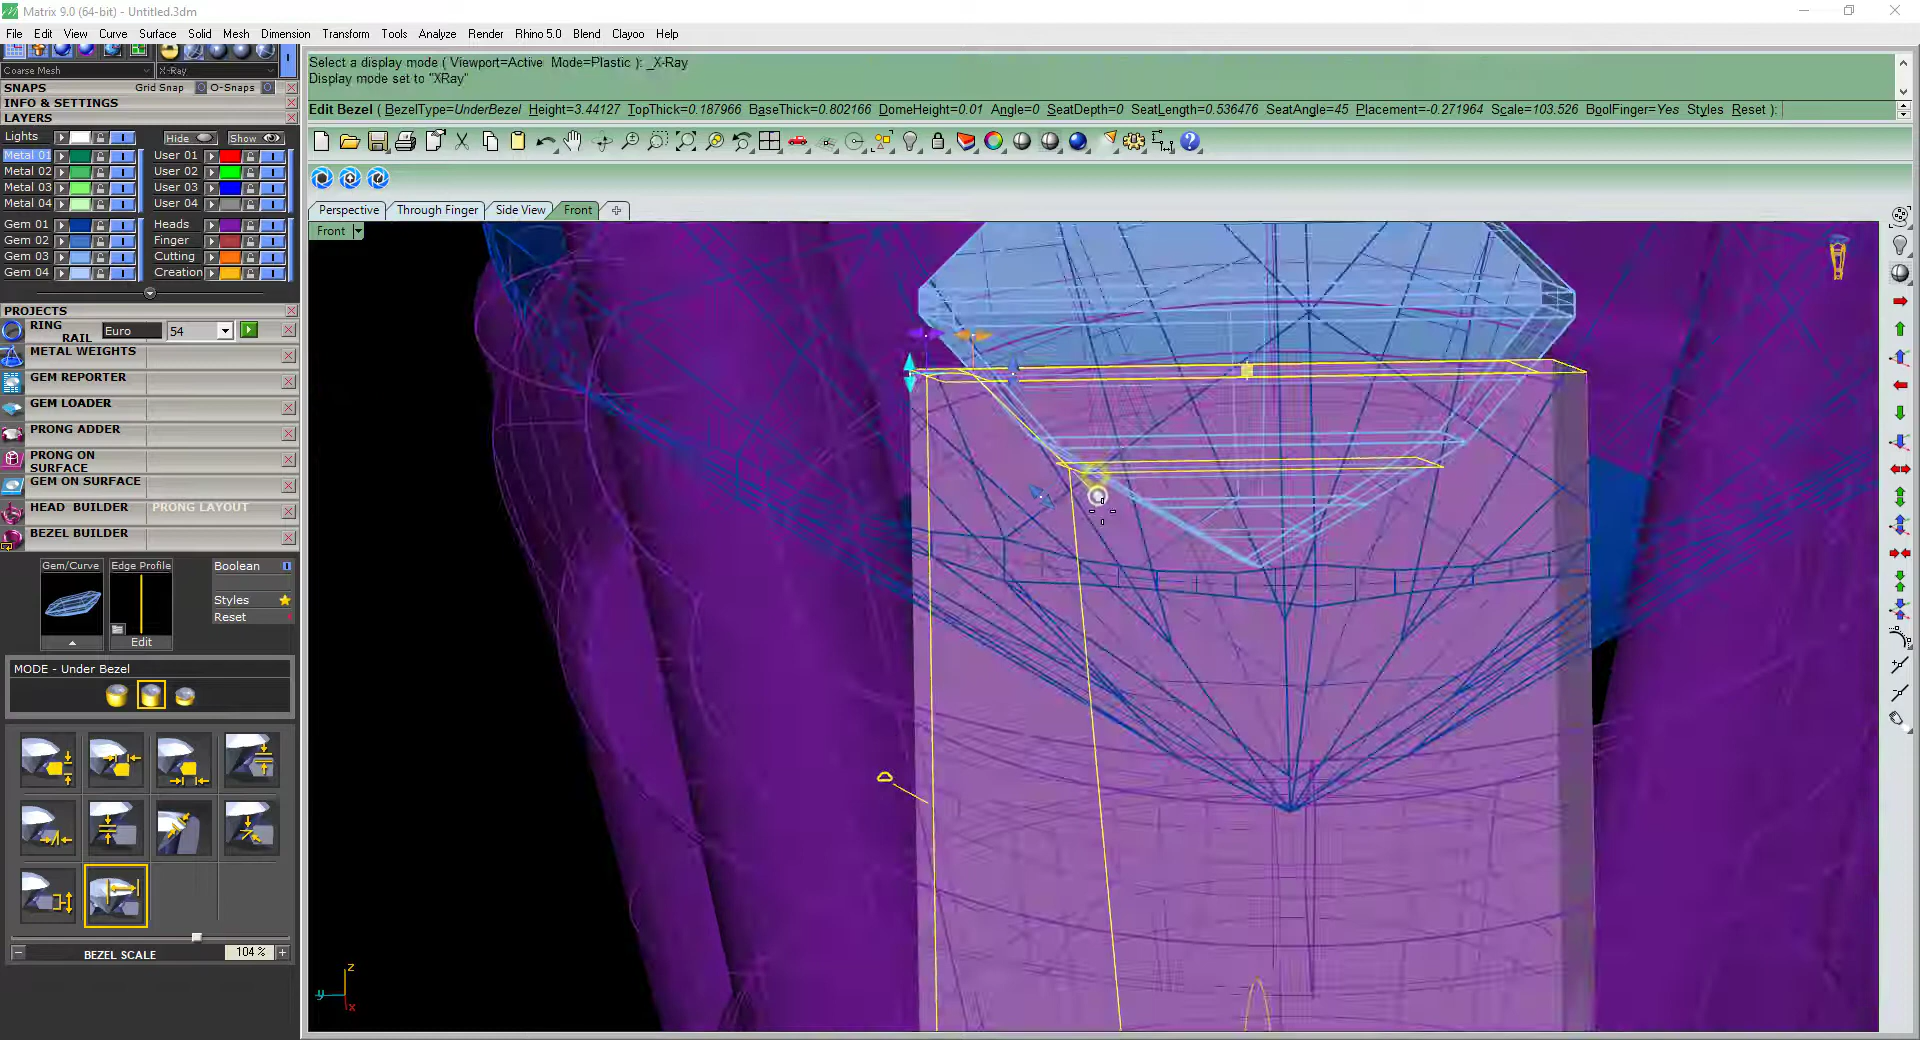 Matrix 9.0 (64-bit) - Untitled.3dm
File Edit View Curve Surface Solid Mesh Dimension Transform Tools Analyze Render Rhino 5.0 Blend Clayoo Help
Select a display mode ( Viewport=Active Mode=Plastic ): _X-Ray
Display mode set to "XRay"
Edit Bezel ( BezelType=UnderBezel Height=3.44127 TopThick=0.187966 BaseThick=0.802166 DomeHeight=0.01 Angle=0 SeatDepth=0 SeatLength=0.536476 SeatAngle=45 Placement=-0.271964 Scale=103.526 BoolFinger=Yes Styles Reset ):
Coarse Mesh X-Ray
SNAPS Grid Snap O-Snaps
INFO & SETTINGS
LAYERS
Lights Hide Show
Metal 01 User 01
Metal 02 User 02
Metal 03 User 03
Metal 04 User 04
Gem 01 Heads
Gem 02 Finger
Gem 03 Cutting
Gem 04 Creation
PROJECTS
RING RAIL Euro 54
METAL WEIGHTS
GEM REPORTER
GEM LOADER
PRONG ADDER
PRONG ON SURFACE
GEM ON SURFACE
HEAD BUILDER PRONG LAYOUT
BEZEL BUILDER
Gem/Curve Edge Profile Boolean
Styles
Reset
Edit
MODE - Under Bezel
BEZEL SCALE 104 %
Perspective Through Finger Side View Front
Front
z
y
x